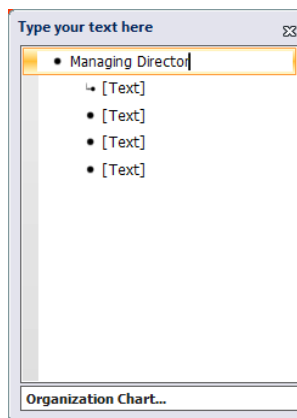 Type your text here
Managing Director
[Text]
[Text]
[Text]
[Text]
Organization Chart...